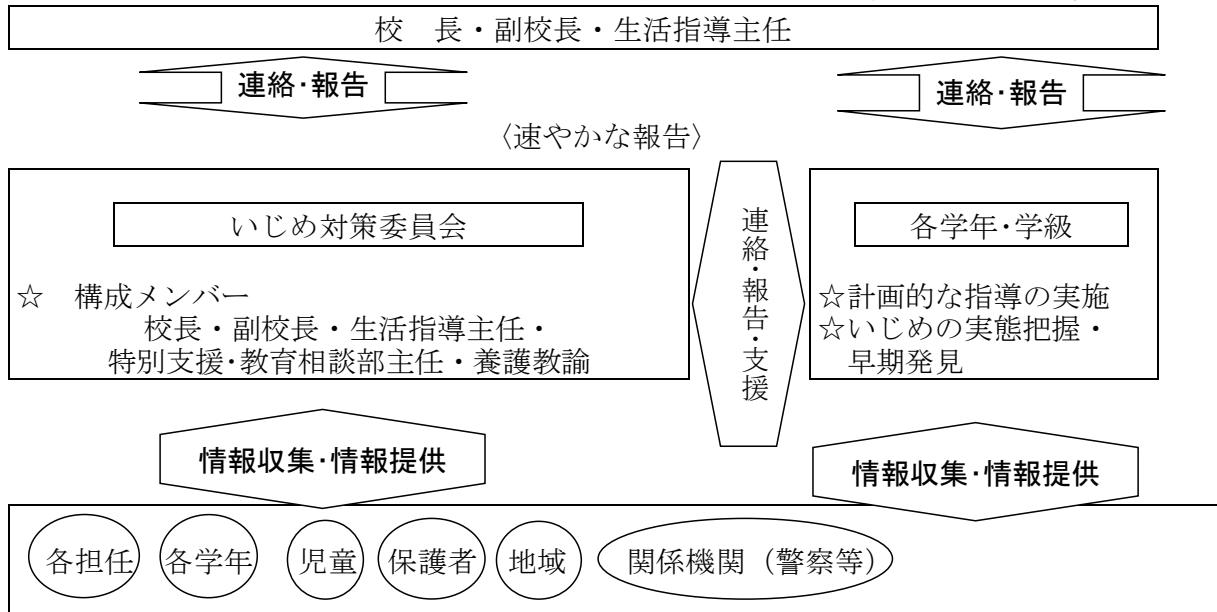 校　長・副校長・生活指導主任
連絡・報告
連絡・報告
〈速やかな報告〉
いじめ対策委員会
☆　構成メンバー
校長・副校長・生活指導主任・
特別支援・教育相談部主任・養護教諭
連絡・報告・支援
各学年・学級
☆計画的な指導の実施
☆いじめの実態把握・
早期発見
情報収集・情報提供
情報収集・情報提供
各担任　各学年　児童　保護者　地域　関係機関（警察等）